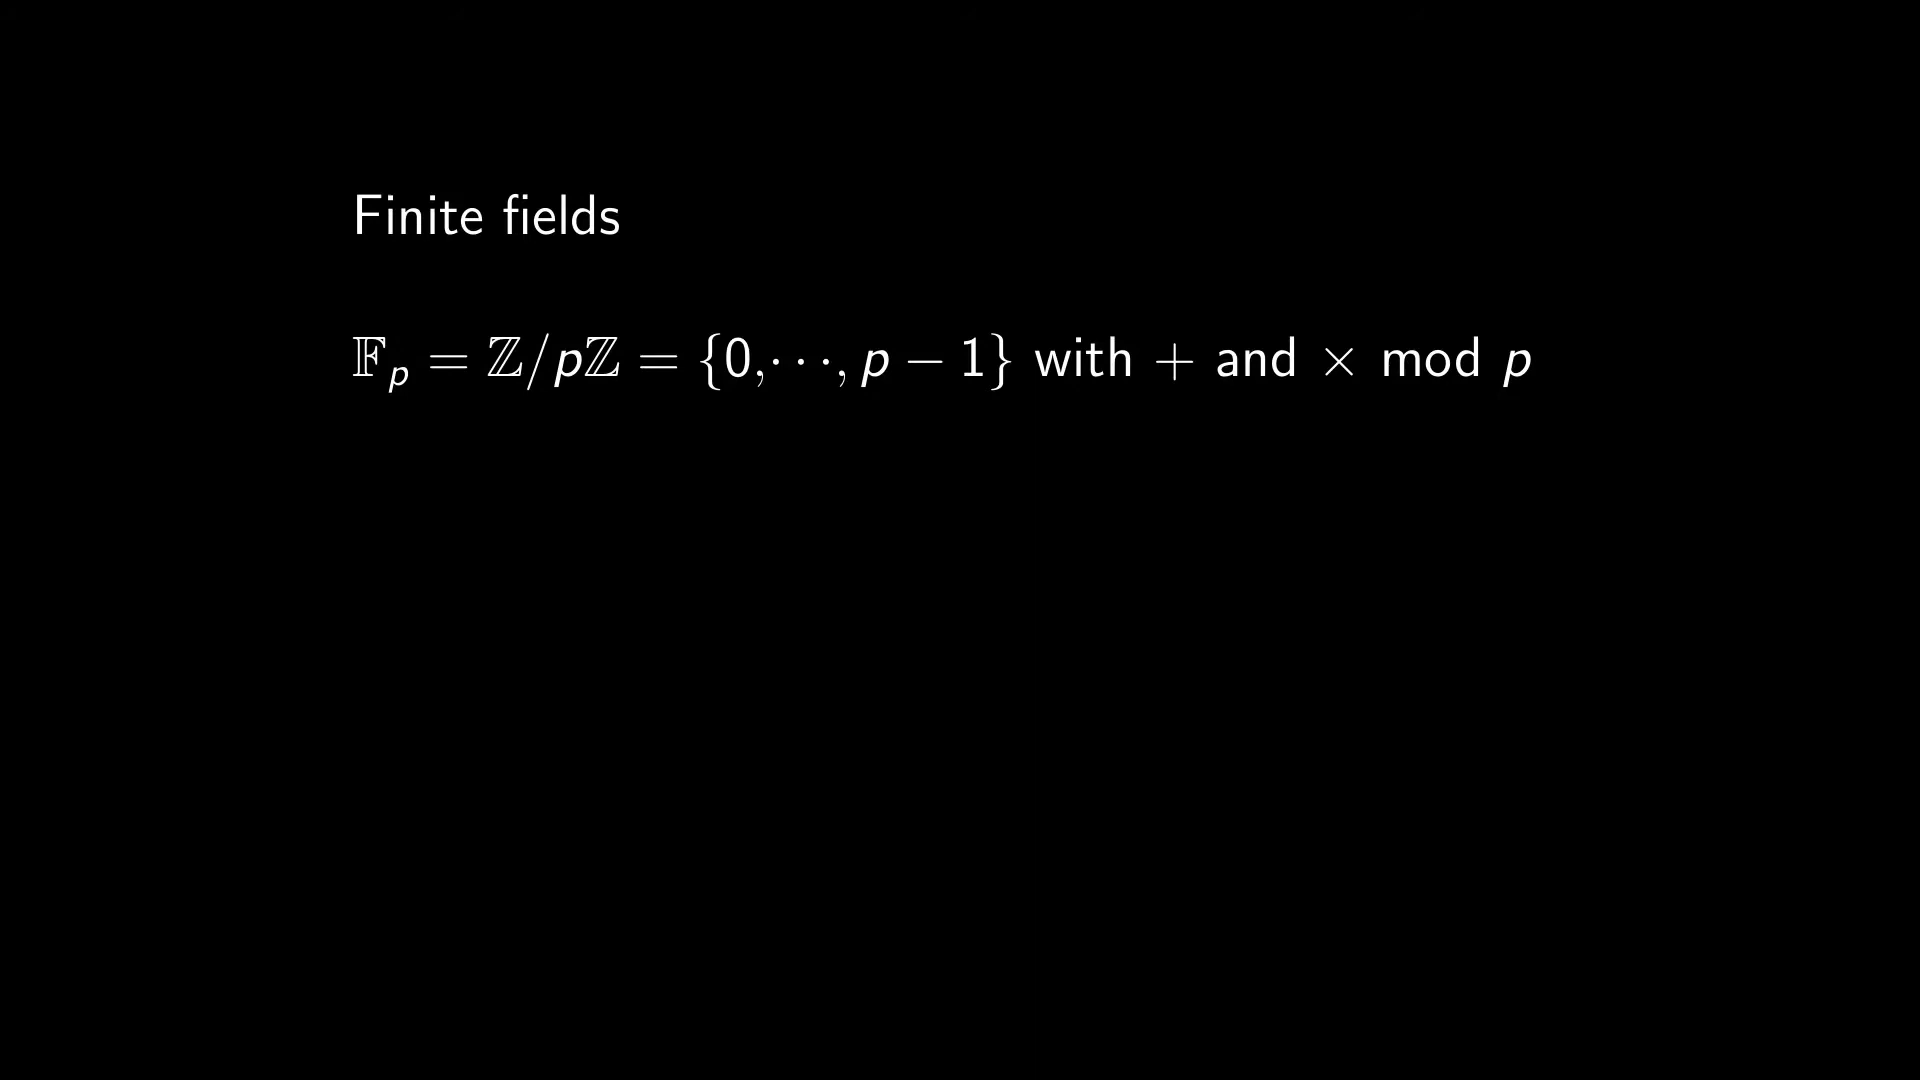 Finite fields
𝔽ₚ = ℤ/pℤ = {0,⋯, p − 1} with + and × mod p